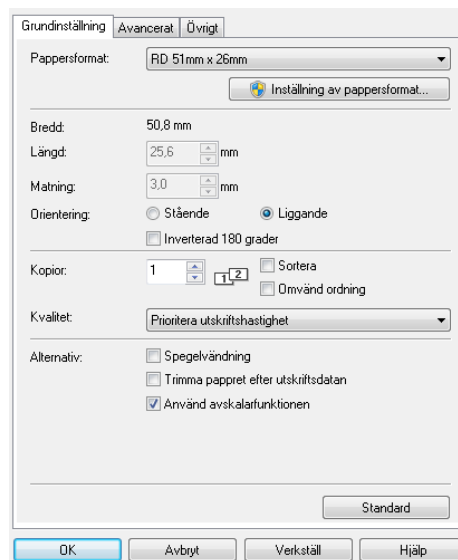 Grundinställning Avancerat Övrigt
Pappersformat: RD 51mm x 26mm
Inställning av pappersformat...
Bredd: 50,8 mm
Längd: 25,6 mm
Matning: 3,0 mm
Orientering: Stående Liggande
Inverterad 180 grader
Kopior: 1 1 2 Sortera
Omvänd ordning
Kvalitet: Prioritera utskriftshastighet
Alternativ: Spegelvändning
Trimma pappret efter utskriftsdatan
Använd avskalarfunktionen
Standard
OK Avbryt Verkställ Hjälp